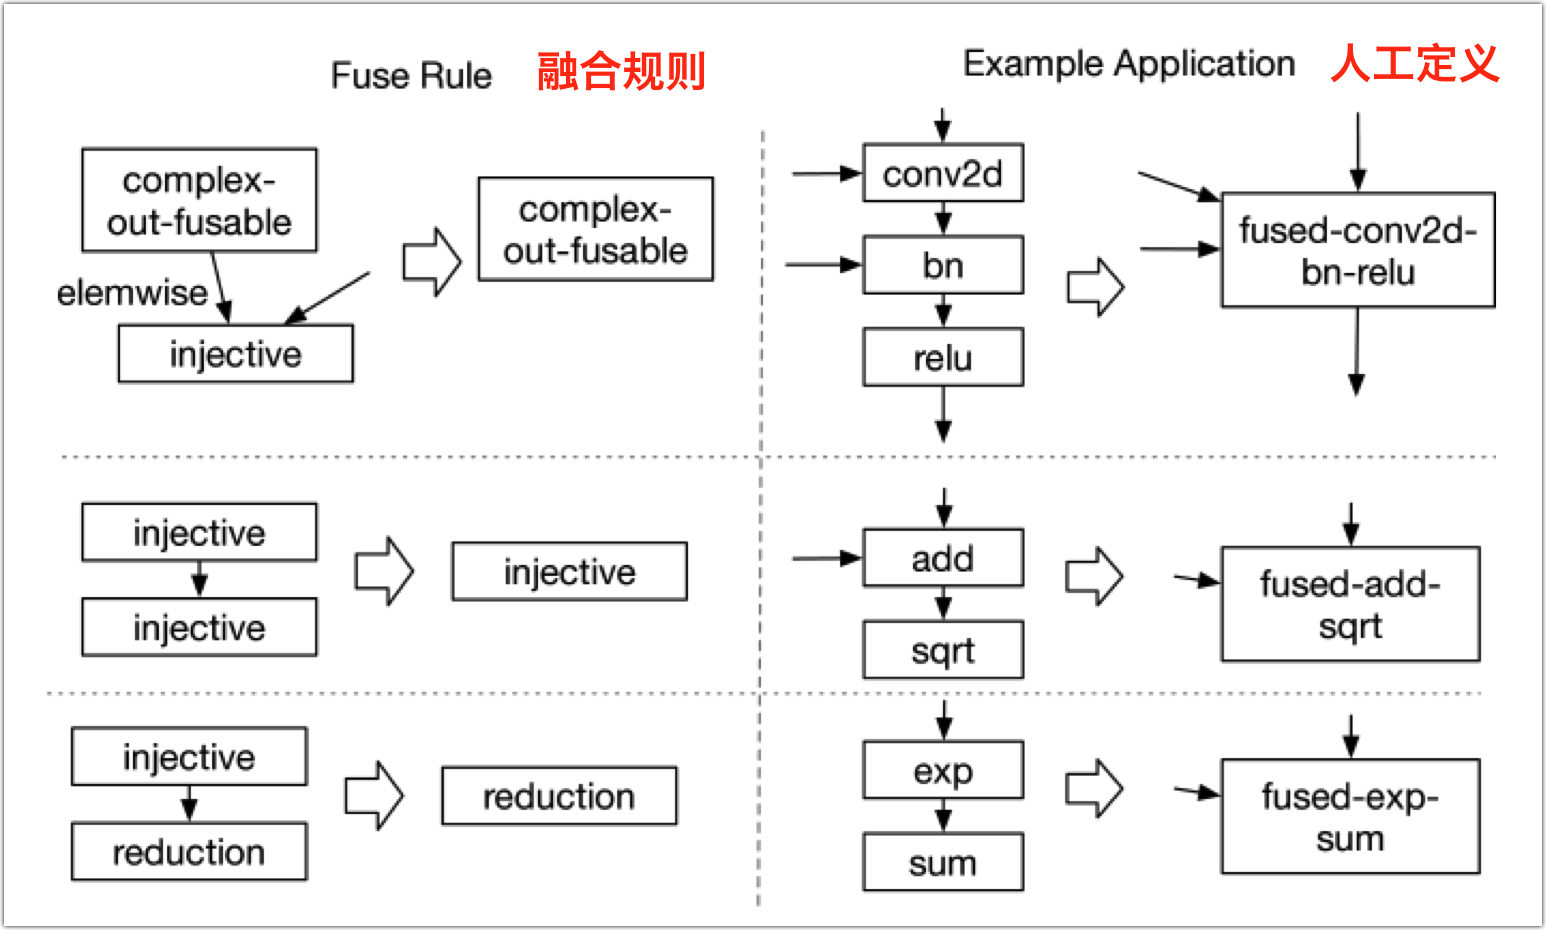 Fuse Rule 融合规则
Example Application 人工定义
complex-
out-fusable
elemwise
injective
complex-
out-fusable
conv2d
bn
relu
fused-conv2d-
bn-relu
injective
injective
injective
add
sqrt
fused-add-
sqrt
injective
reduction
reduction
exp
sum
fused-exp-
sum